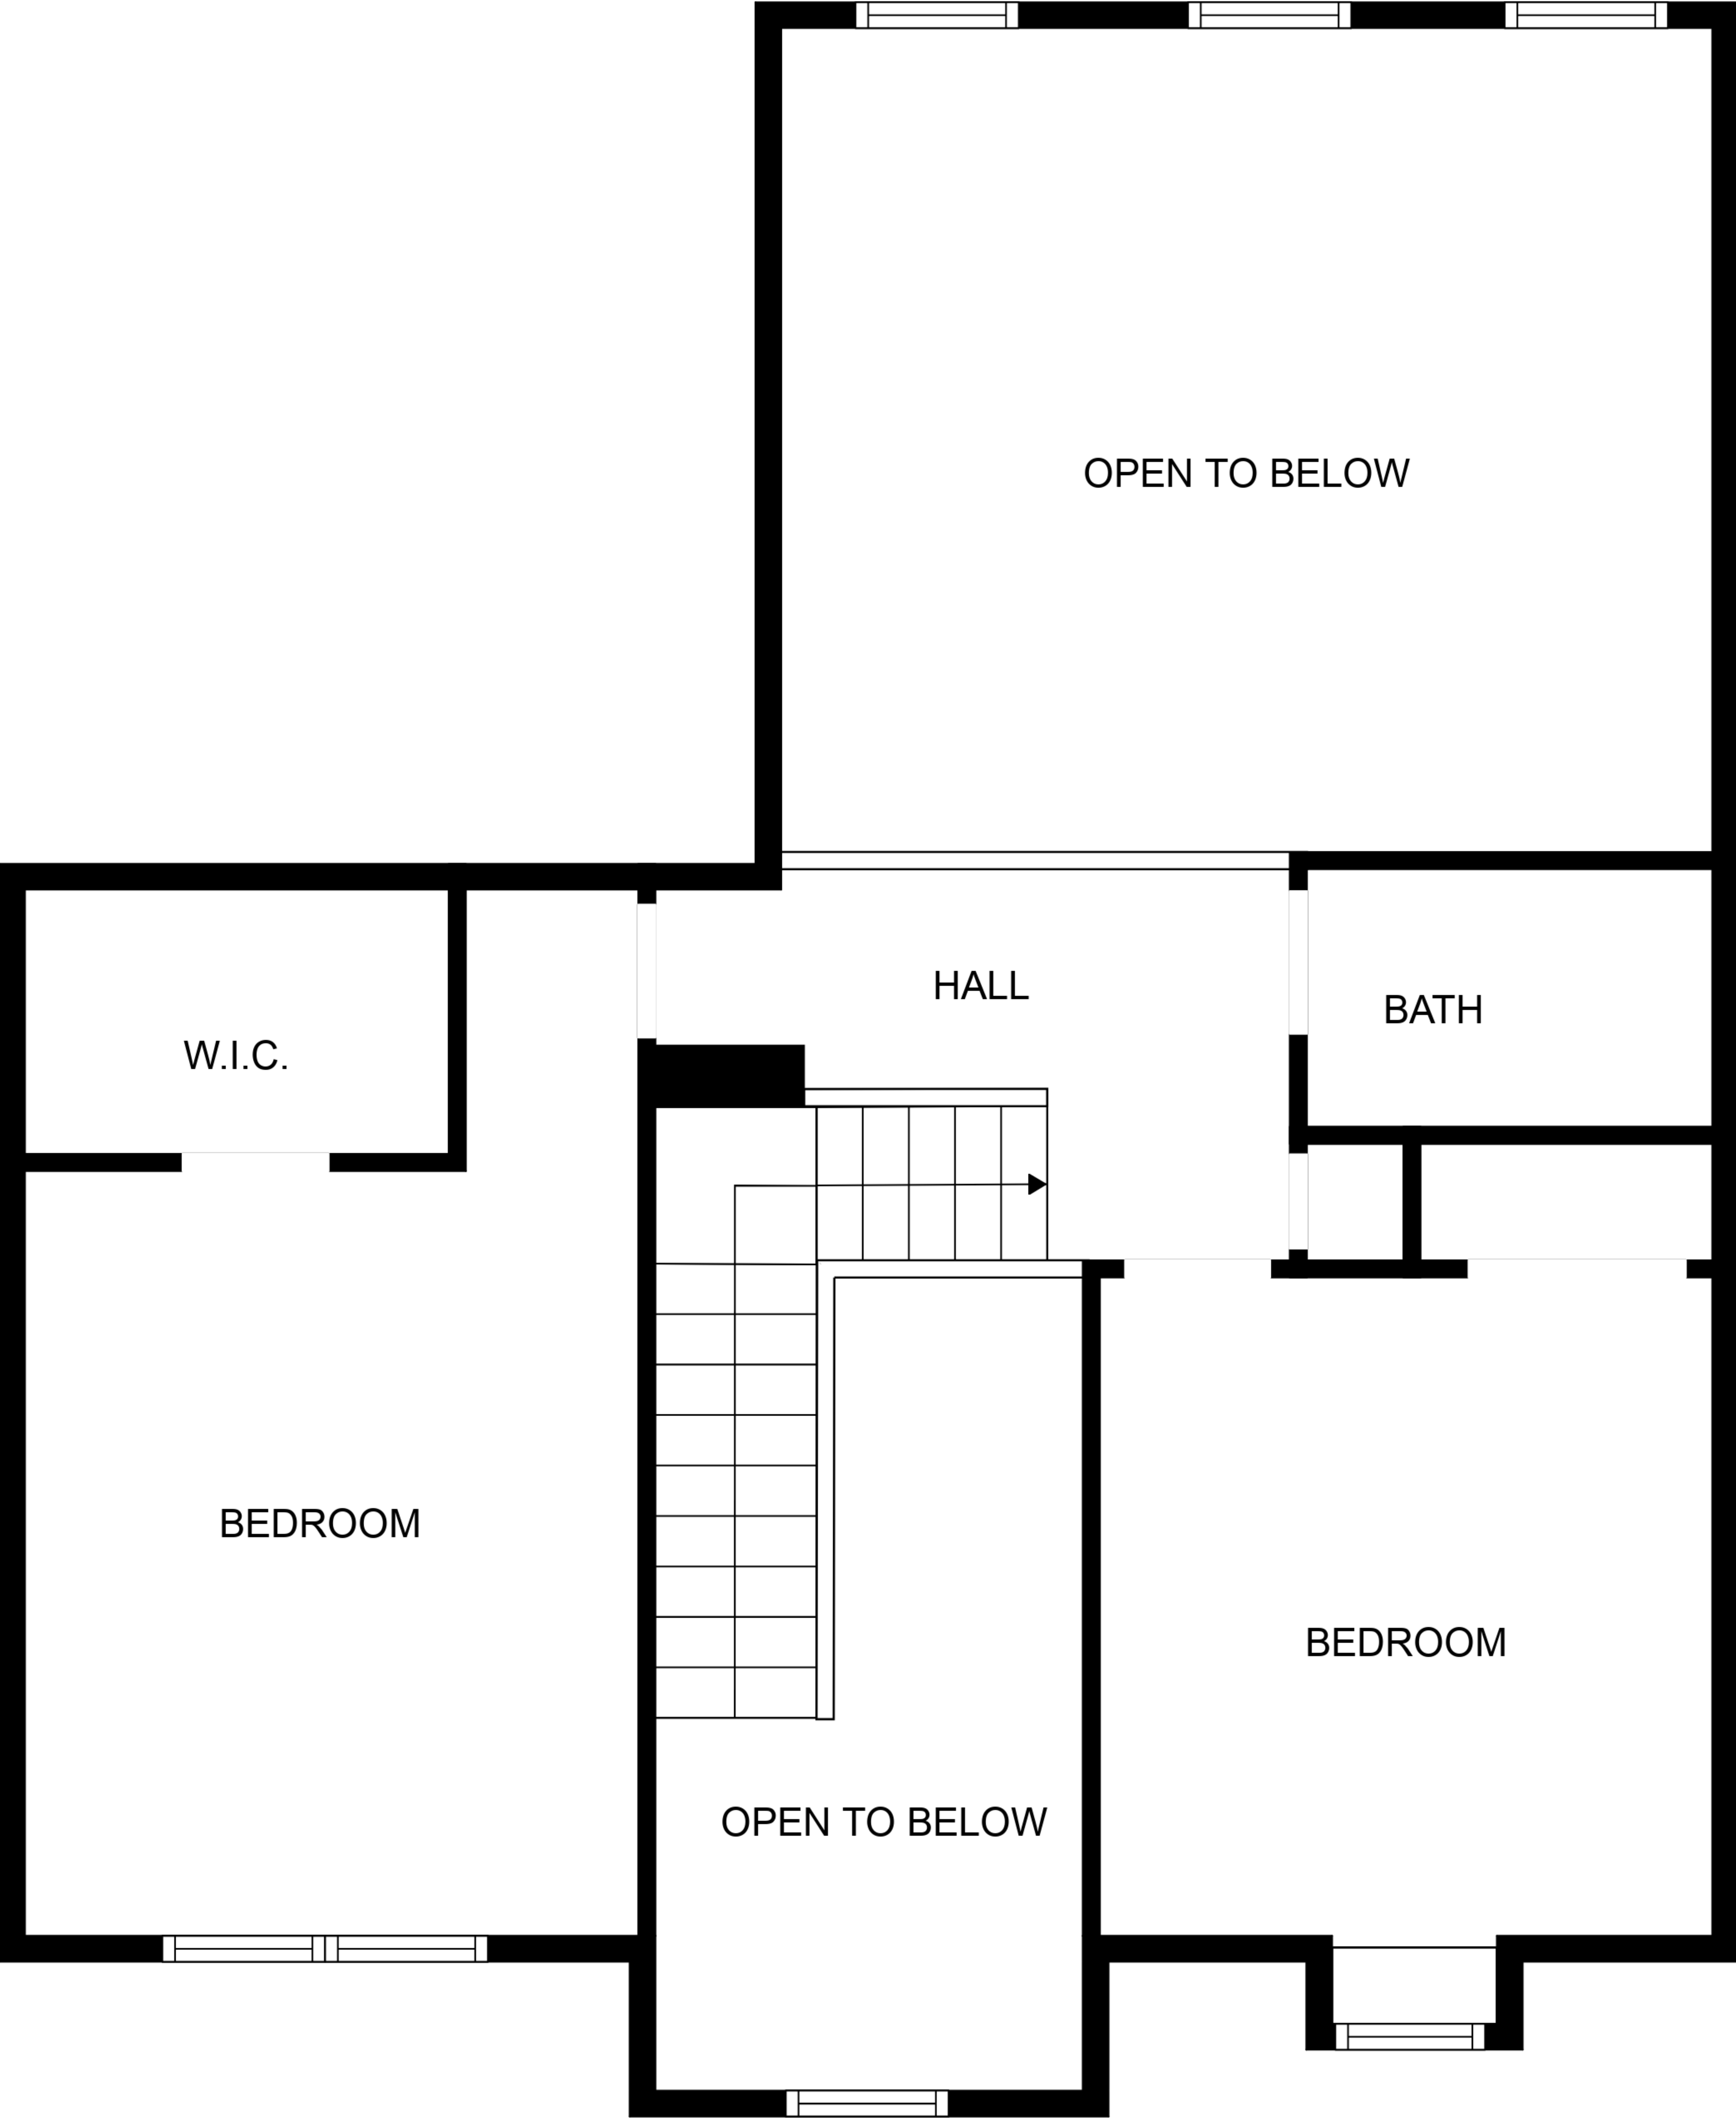 OPEN TO BELOW
HALL
BATH
W.I.C.
BEDROOM
BEDROOM
OPEN TO BELOW